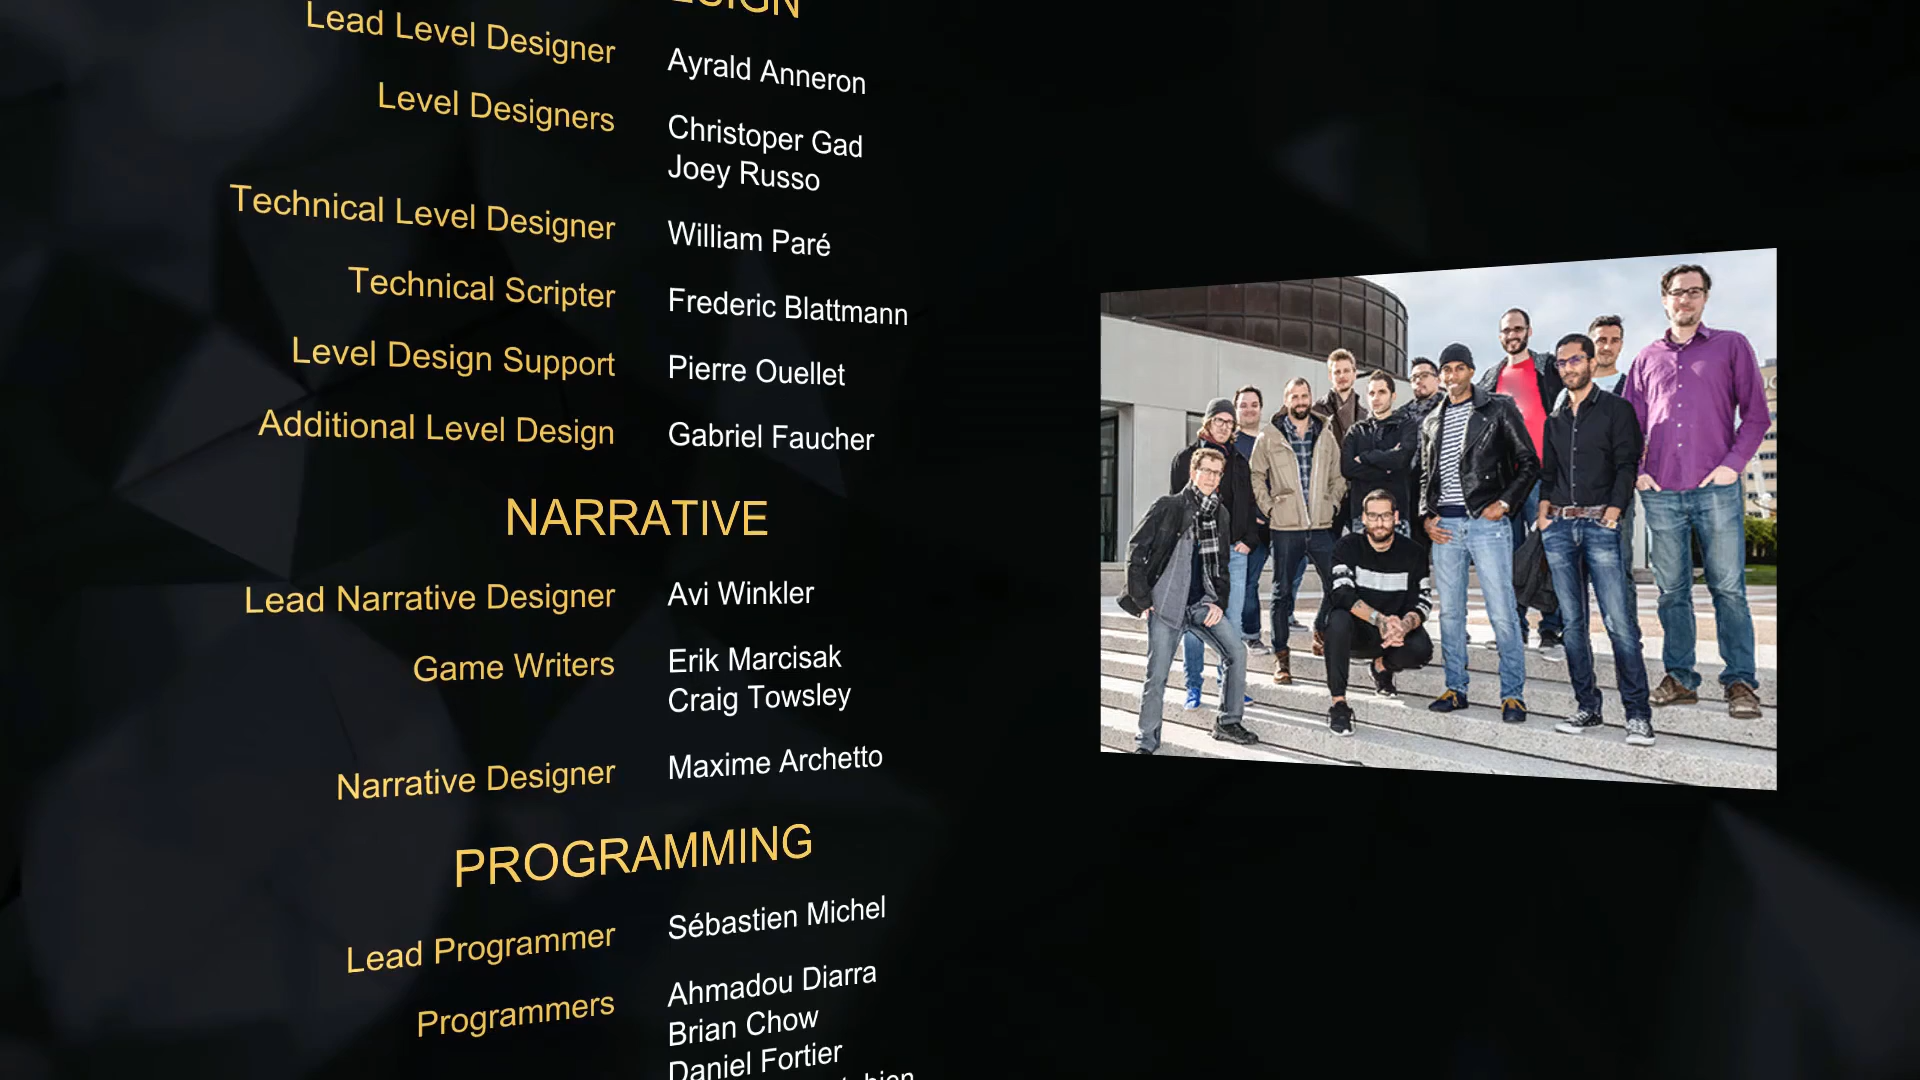 Lead Level Designer Ayrald Anneron
Level Designers Christoper Gad
Joey Russo
Technical Level Designer William Paré
Technical Scripter Frederic Blattmann
Level Design Support Pierre Ouellet
Additional Level Design Gabriel Faucher
NARRATIVE
Lead Narrative Designer Avi Winkler
Game Writers Erik Marcisak
Craig Towsley
Narrative Designer Maxime Archetto
PROGRAMMING
Lead Programmer Sébastien Michel
Programmers Ahmadou Diarra
Brian Chow
Daniel Fortier